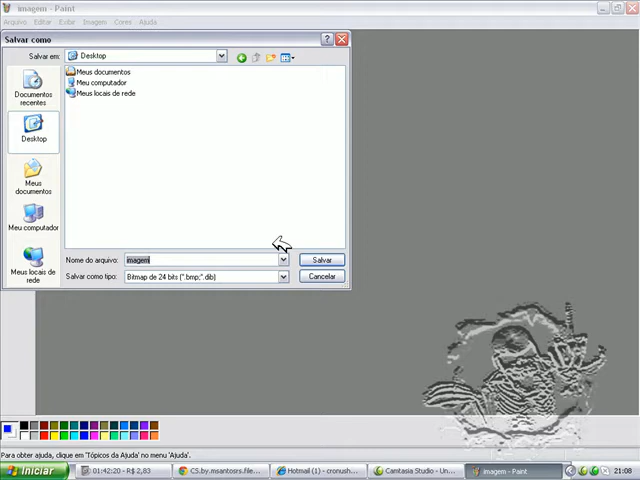 imagem - Paint
Arquivo Editar Exibir Imagem Cores Ajuda
Salvar como
Salvar em: Desktop
Meus documentos
Meu computador
Meus locais de rede
Documentos recentes
Desktop
Meus documentos
Meu computador
Meus locais de rede
Nome do arquivo: imagem Salvar
Salvar como tipo: Bitmap de 24 bits (*.bmp;*.dib) Cancelar
Para obter ajuda, clique em 'Tópicos da Ajuda' no menu 'Ajuda'.
Iniciar 01:42:20 - R$ 2,83 CS.by.msantosrs.file... Hotmail (1) - cronush... Camtasia Studio - Un... imagem - Paint 21:08